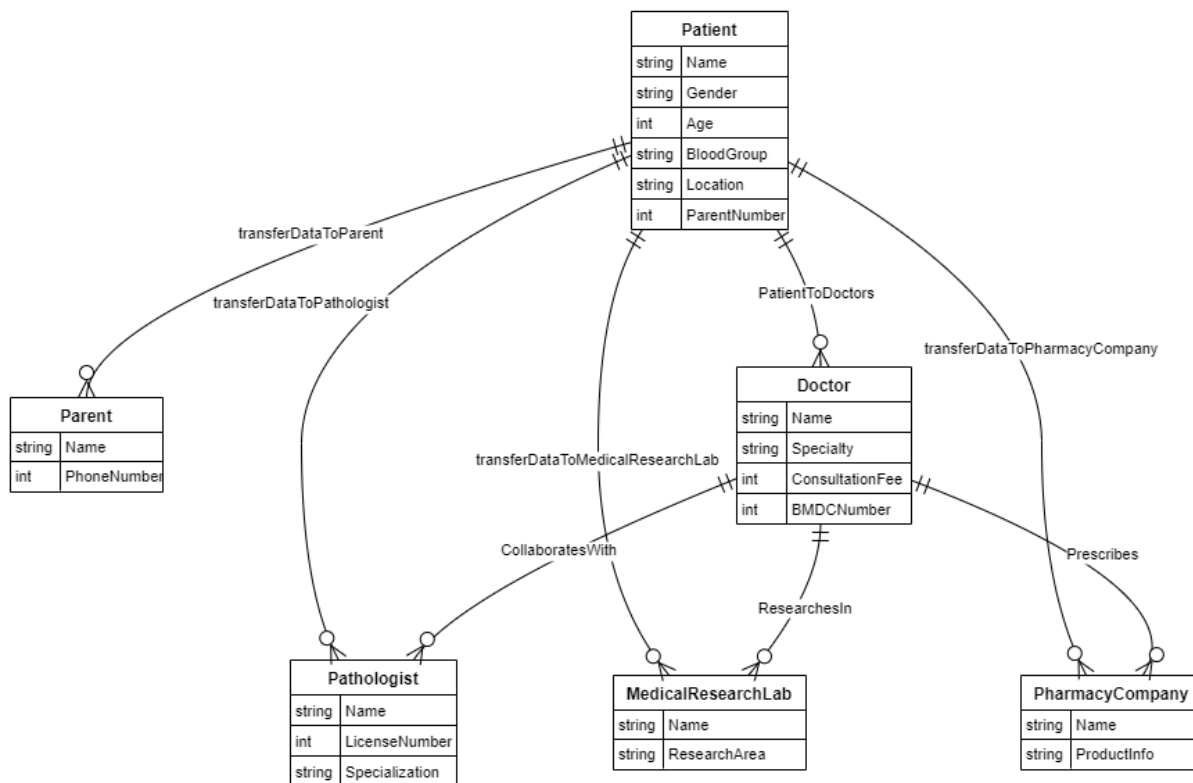 Patient
string Name
string Gender
int Age
string BloodGroup
string Location
int ParentNumber
transferDataToParent
PatientToDoctors
transferDataToPathologist
transferDataToPharmacyCompany
Parent
string Name
int PhoneNumber
Doctor
string Name
string Specialty
int ConsultationFee
int BMDCNumber
transferDataToMedicalResearchLab
CollaboratesWith
Prescribes
ResearchesIn
Pathologist
string Name
int LicenseNumber
string Specialization
MedicalResearchLab
string Name
string ResearchArea
PharmacyCompany
string Name
string ProductInfo